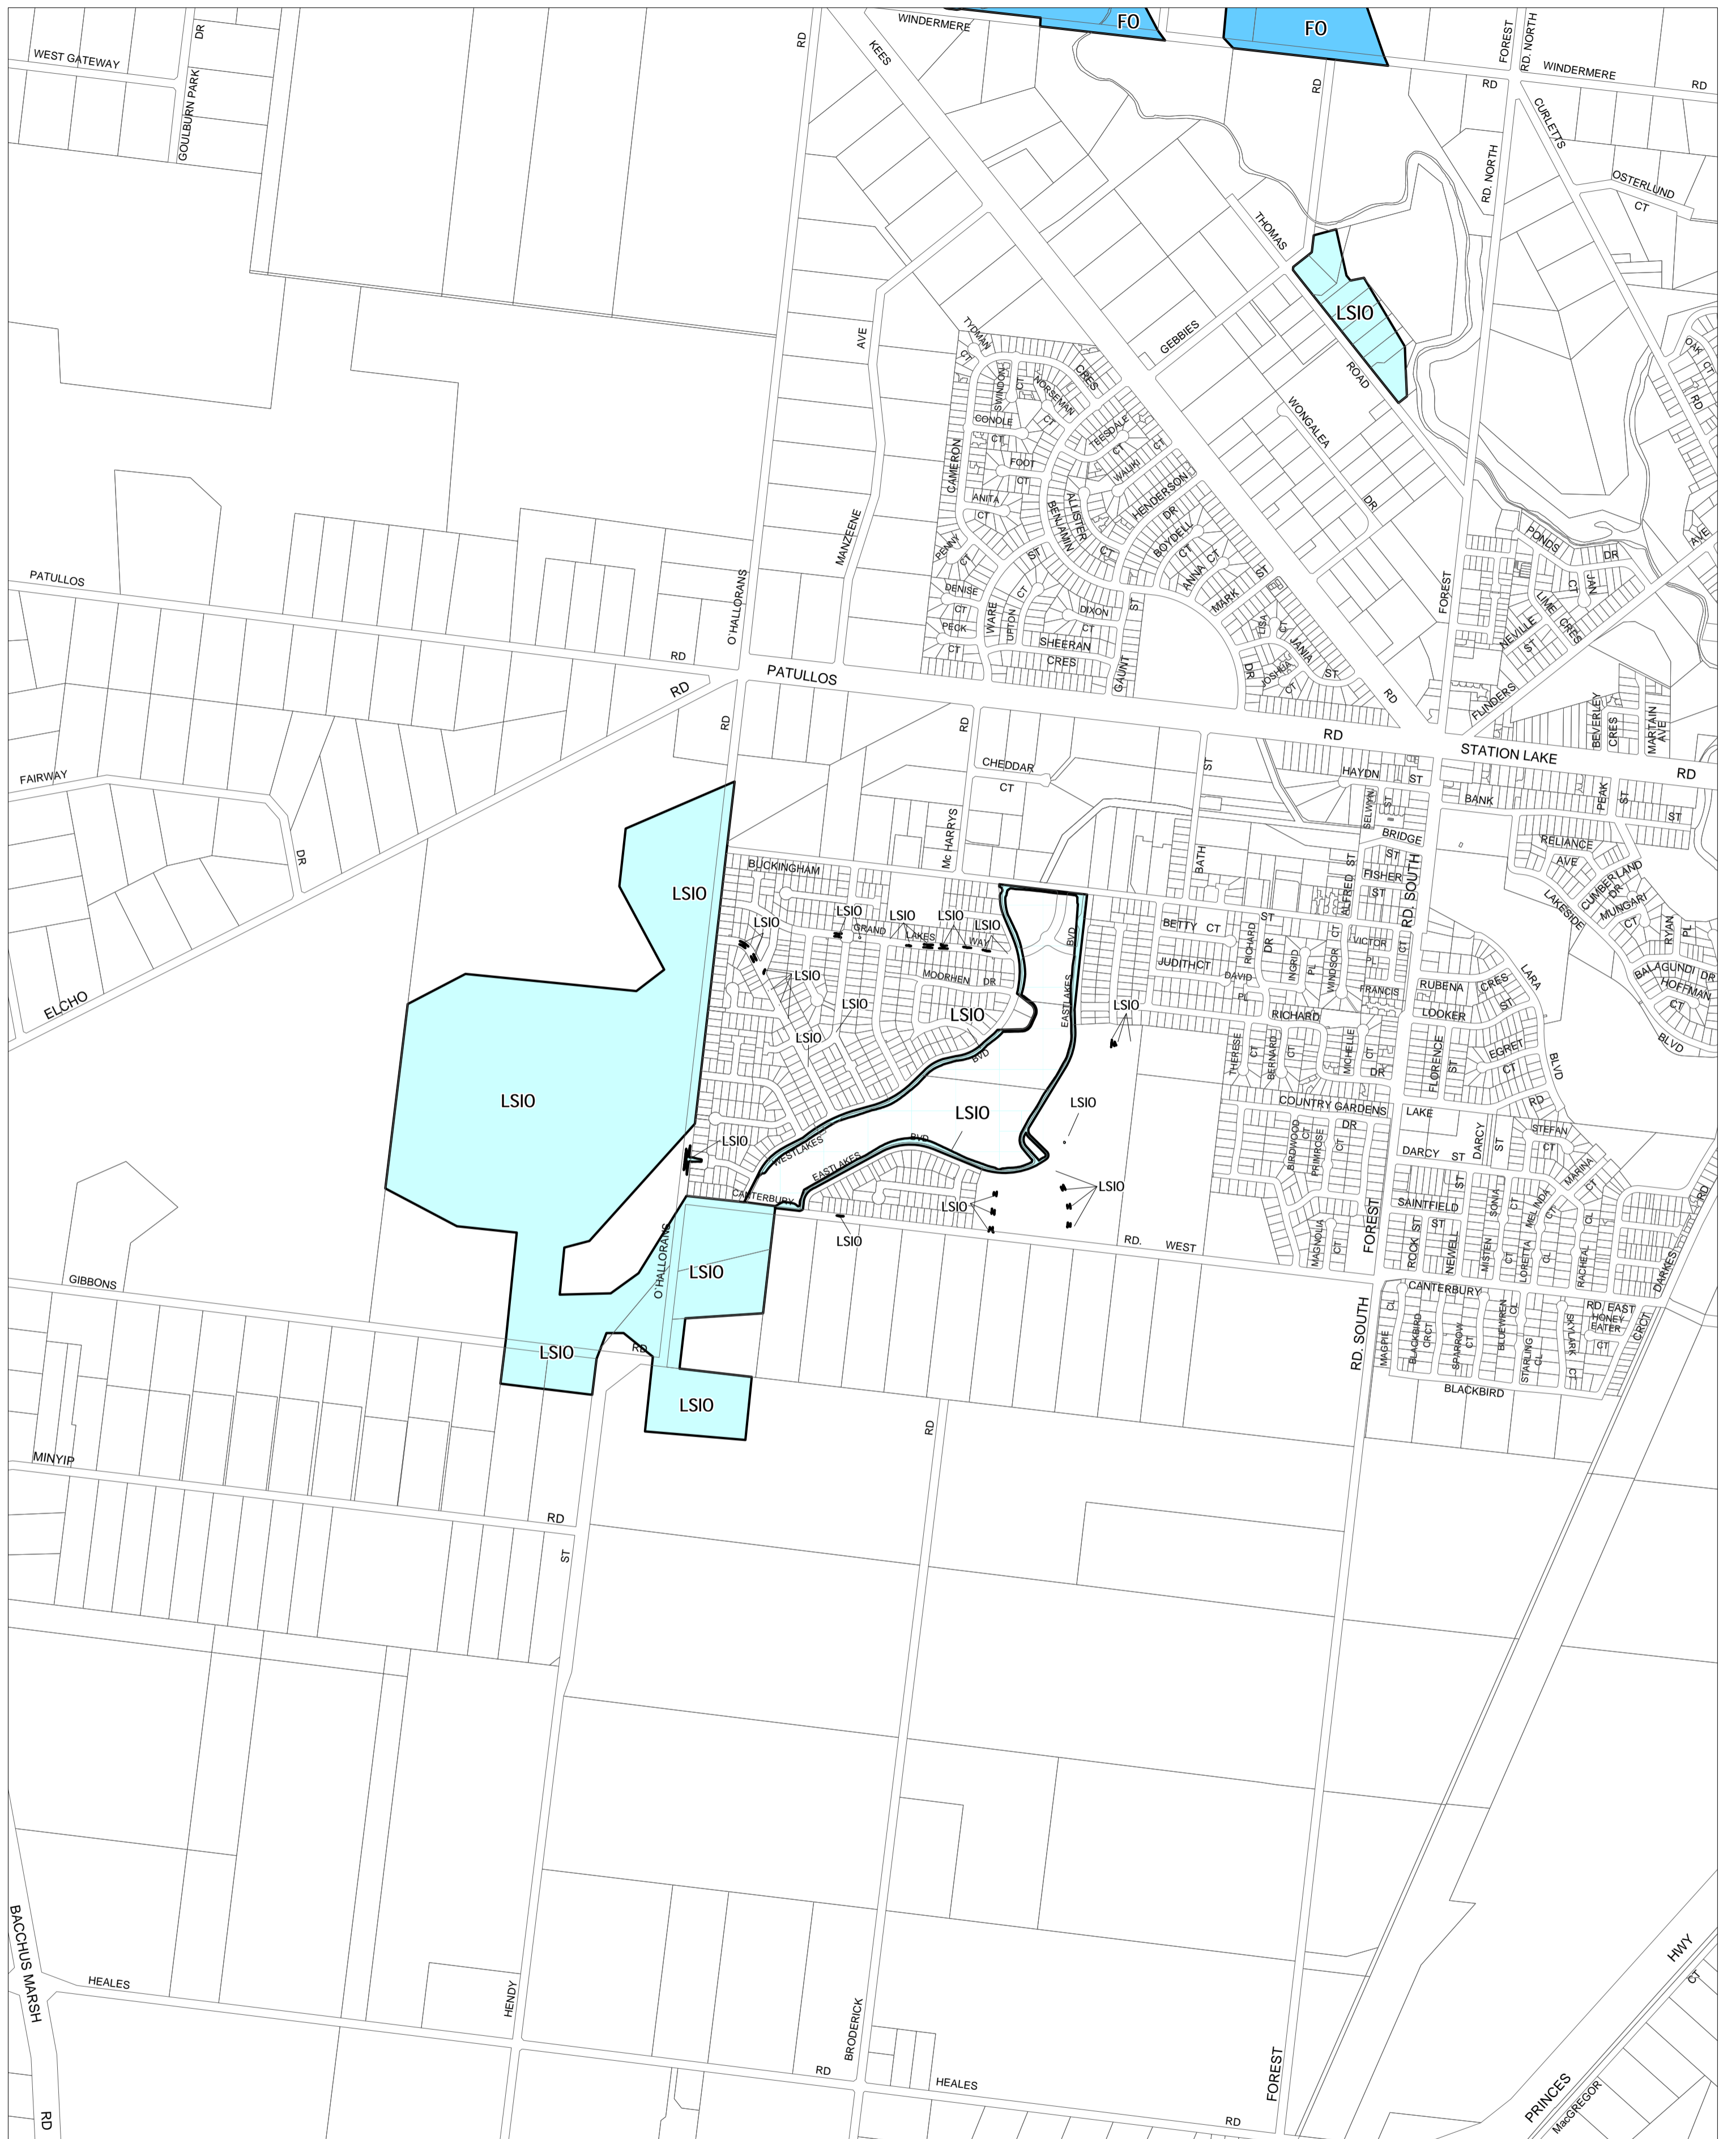 WINDERMERE
FO
FO
FOREST
RD. NORTH
DR
RD
KEES
WEST GATEWAY
WINDERMERE
RD
RD
RD
GOULBURN PARK
CURLETTS
RD. NORTH
OSTERLUND
CT
THOMAS
LSIO
GEBBIES
ROAD
TYDMAN
CT
AVE
CRES
OAK
CT
RD
SWINDON
CT
NORSEMAN
CT
CONOLE
CT
TEESDALE
CT
WAUKI
CT
WONGALEA
DR
CAMERON
FOOT
CT
HENDERSON
DR
ANITA
CT
ALLISTER
CT
BENJAMIN
BOYDELL
CT
MANZENE
PENNY
CT
ST
ANNA
CT
PONDS
DR
AVE
PATULLOS
O'HALLORANS
DENISE
CT
CT
MARK
ST
FOREST
JAN
CT
LIME
CRES
WARE
UPTON
DIXON
CT
ST
LISA
CT
NEVILLE
ST
PECK
CT
SHEERAN
CRES
JANIA
ST
RD
PATULLOS
RD
GAUNT
DR
JOSHUA
CT
RD
FLINDERS
BEVERLEY
CRES
MARTAIN
AVE
RD
RD
RD
STATION LAKE
RD
FAIRWAY
CHEDDAR
CT
ST
HAYDN
ST
BANK
PEAK
ST
ST
SELWYN
ST
DR
Mc HARRYS
BRIDGE
ST
RELIANCE
AVE
BUCKINGHAM
BATH
FISHER
ST
CUMBERLAND
DR
LSIO
ALFRED
ST
RD. SOUTH
LAKESIDE
MUNGARI
CT
LSIO
LSIO
LSIO
LSIO
LSIO
GRAND
LAKES
WAY
BVD
BETTY
CT
ST
RICHARD
DR
VICTOR
PL
CT
RYAN
PL
JUDITH
CT
INGRID
PL
WINDSOR
CT
LARA
BALAGUNDI
DR
LSIO
MOORHEN
DR
DAVID
PL
FRANCIS
RUBENA
CRES
ST
HOFFMAN
CT
ELCHO
LSIO
LSIO
EASTLAKES
LSIO
RICHARD
LOOKER
BLVD
LSIO
BVD
THERESE
CT
BERNARD
CT
MICHELLE
CT
DR
EGRET
CT
FLORENCE
ST
BLVD
LSIO
LSIO
LSIO
COUNTRY GARDENS
DR
LAKE
RD
LSIO
WESTLAKES
BVD
EASTLAKES
BIRDWOOD
CT
PRIMROSE
CT
DARCY
ST
DARCY
ST
STEFAN
CT
MARINA
CT
CANTERBURY
LSIO
LSIO
LSIO
FOREST
SAINTFIELD
ST
SONIA
CT
MELINDA
CT
RD
O'HALLORANS
RD.
WEST
MAGNOLIA
CT
ROCK
ST
NEWELL
ST
MISTEN
CT
LORETTA
CL
RACHEAL
CL
DARKES
LSIO
GIBBONS
CANTERBURY
RD. EAST
LSIO
RD
RD. SOUTH
MAGPIE
CL
BLACKBIRD
CRCT
SPARROW
CT
BLUEWREN
CL
STARLING
CL
SKYLARK
CT
HONEY
EATER
CT
CRCT
BLACKBIRD
LSIO
RD
MINYIP
RD
ST
BACCHUS MARSH
RD
HEALES
HENDY
BRODERICK
RD
HEALES
RD
FOREST
PRINCES
HWY
MacGREGOR
CT